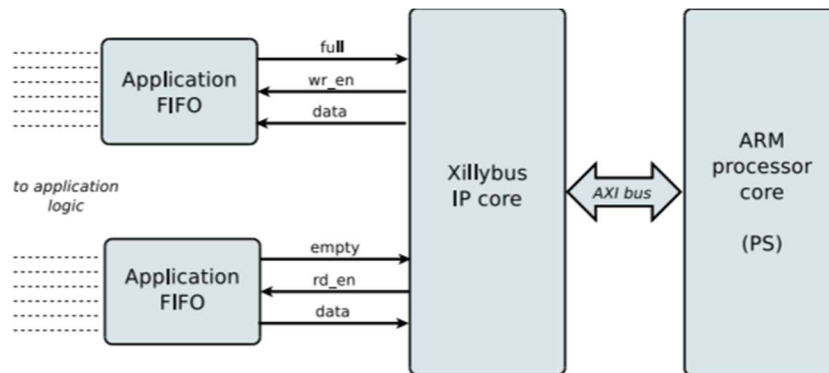 full
Application
FIFO
wr_en
data
to application
logic
empty
Application
FIFO
rd_en
data
Xillybus
IP core
AXI bus
ARM
processor
core
(PS)